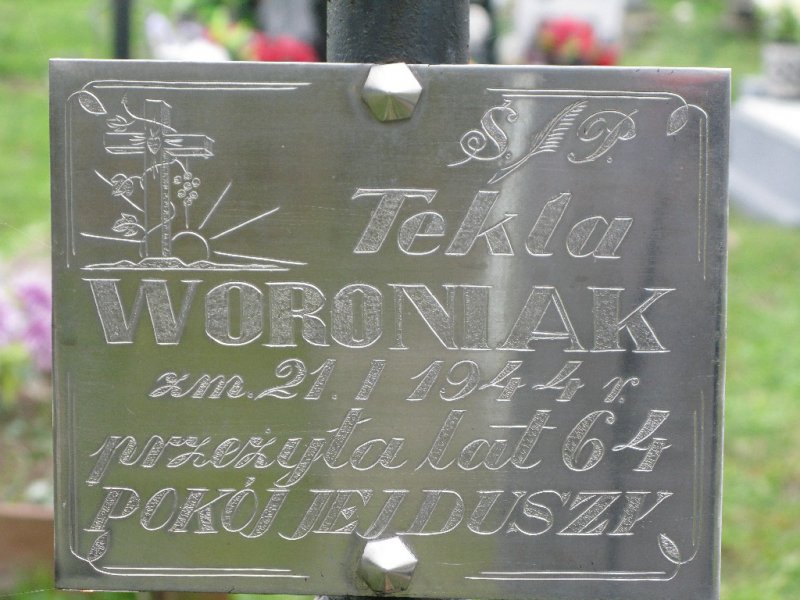 Ś.P.
Tekla
WORONIAK
zm. 21. I 1944 r.
przeżyła lat 64
POKÓJ JEJ DUSZY